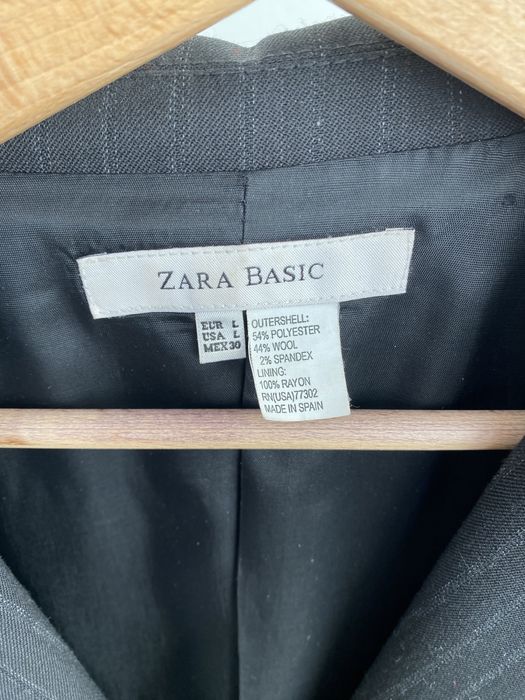 ZARA BASIC
EUR L
USA L
MEX 30
OUTERSHELL:
54% POLYESTER
44% WOOL
2% SPANDEX
LINING:
100% RAYON
RN(USA)77302
MADE IN SPAIN